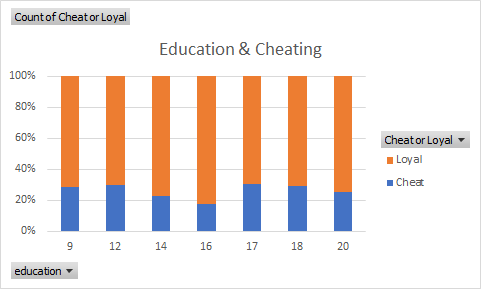 Count of Cheat or Loyal
Education & Cheating
100%
80%
60%
40%
20%
0%
9 12 14 16 17 18 20
Cheat or Loyal
Loyal
Cheat
education